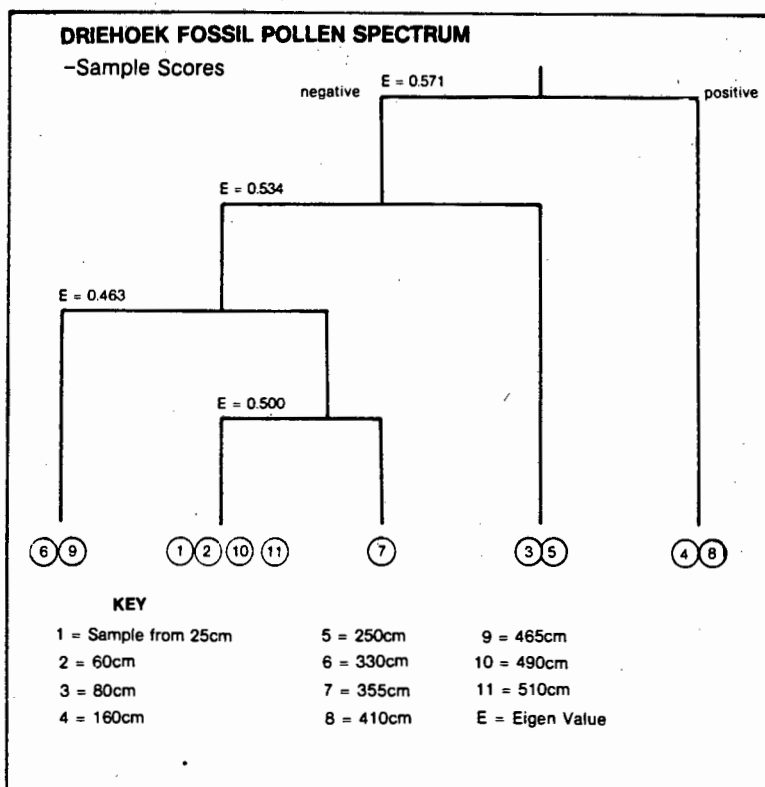 DRIEHOEK FOSSIL POLLEN SPECTRUM
-Sample Scores
negative E = 0.571 positive
E = 0.534
E = 0.463
E = 0.500
6 9 1 2 10 11 7 3 5 4 8
KEY
1 = Sample from 25cm 5 = 250cm 9 = 465cm
2 = 60cm 6 = 330cm 10 = 490cm
3 = 80cm 7 = 355cm 11 = 510cm
4 = 160cm 8 = 410cm E = Eigen Value